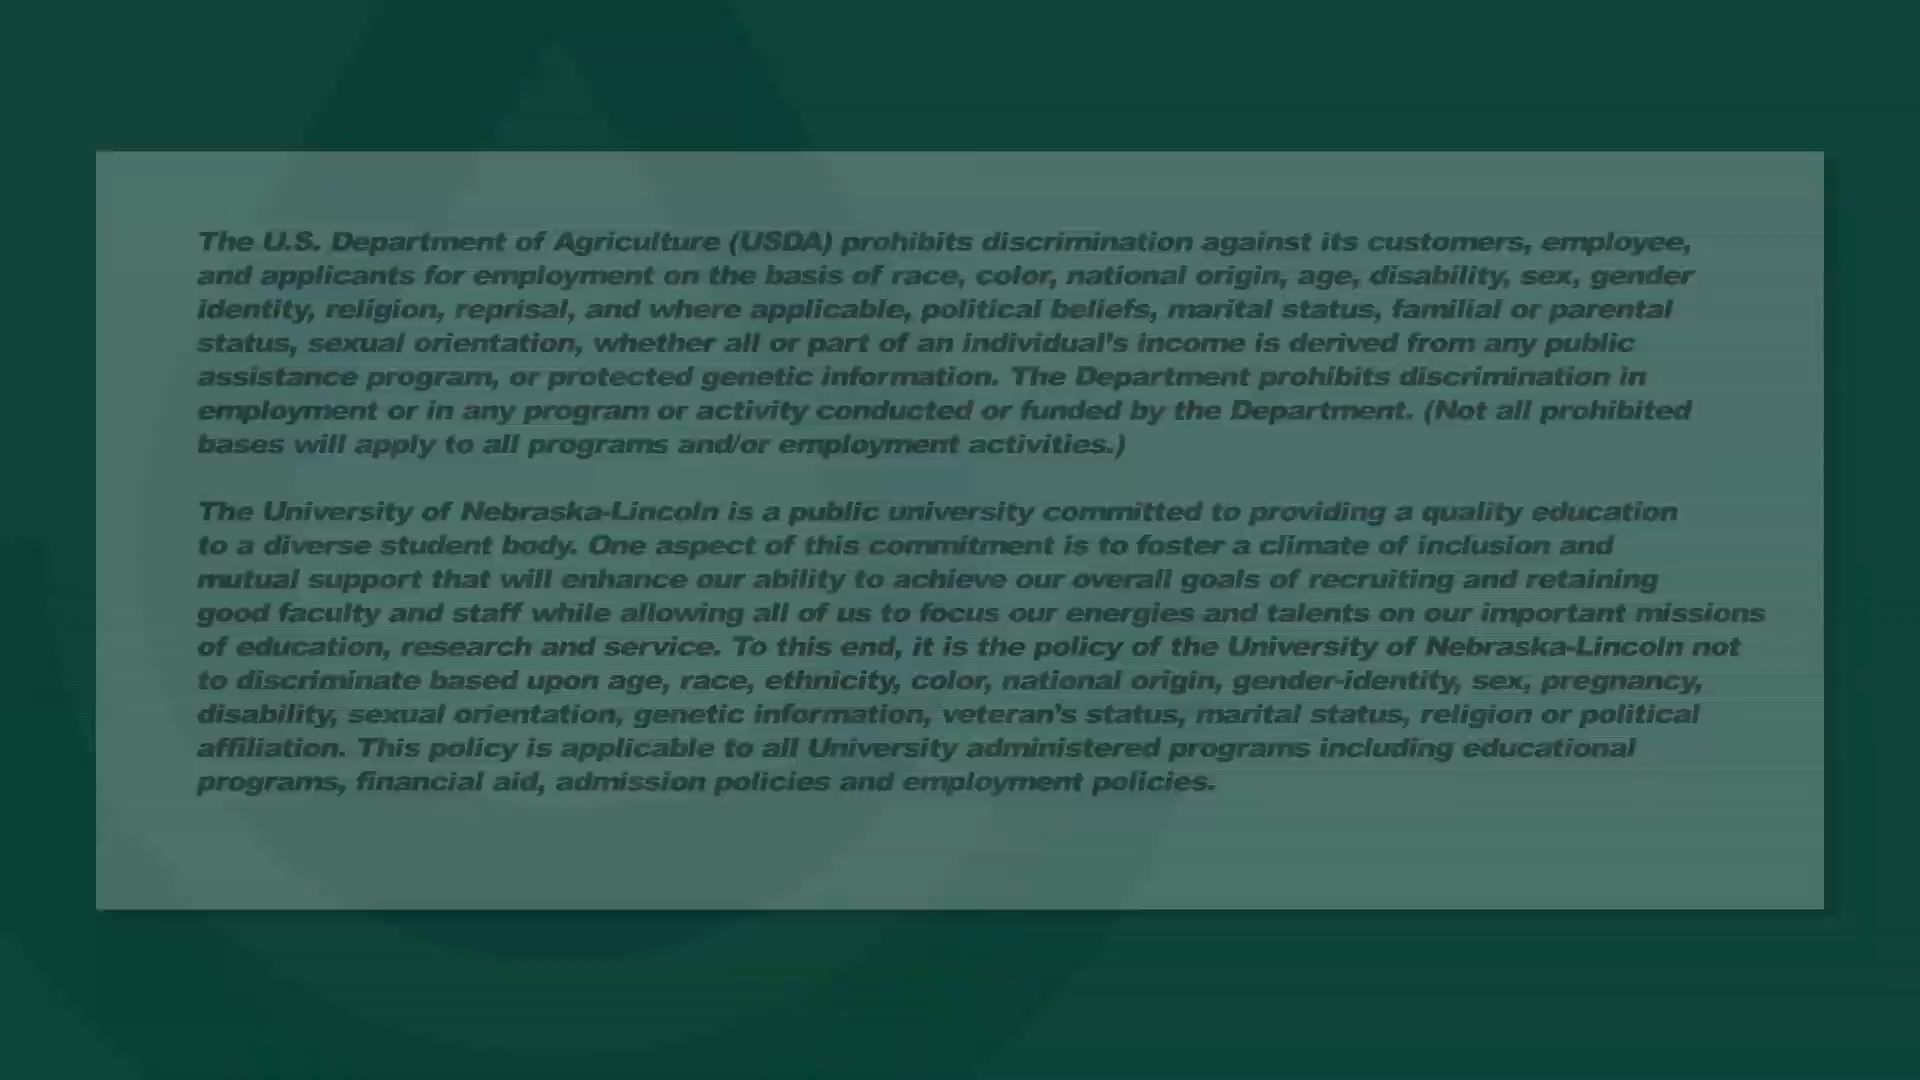 The U.S. Department of Agriculture (USDA) prohibits discrimination against its customers, employee,
and applicants for employment on the basis of race, color, national origin, age, disability, sex, gender
identity, religion, reprisal, and where applicable, political beliefs, marital status, familial or parental
status, sexual orientation, whether all or part of an individual's income is derived from any public
assistance program, or protected genetic information. The Department prohibits discrimination in
employment or in any program or activity conducted or funded by the Department. (Not all prohibited
bases will apply to all programs and/or employment activities.)
The University of Nebraska-Lincoln is a public university committed to providing a quality education
to a diverse student body. One aspect of this commitment is to foster a climate of inclusion and
mutual support that will enhance our ability to achieve our overall goals of recruiting and retaining
good faculty and staff while allowing all of us to focus our energies and talents on our important missions
of education, research and service. To this end, it is the policy of the University of Nebraska-Lincoln not
to discriminate based upon age, race, ethnicity, color, national origin, gender-identity, sex, pregnancy,
disability, sexual orientation, genetic information, veteran's status, marital status, religion or political
affiliation. This policy is applicable to all University administered programs including educational
programs, financial aid, admission policies and employment policies.